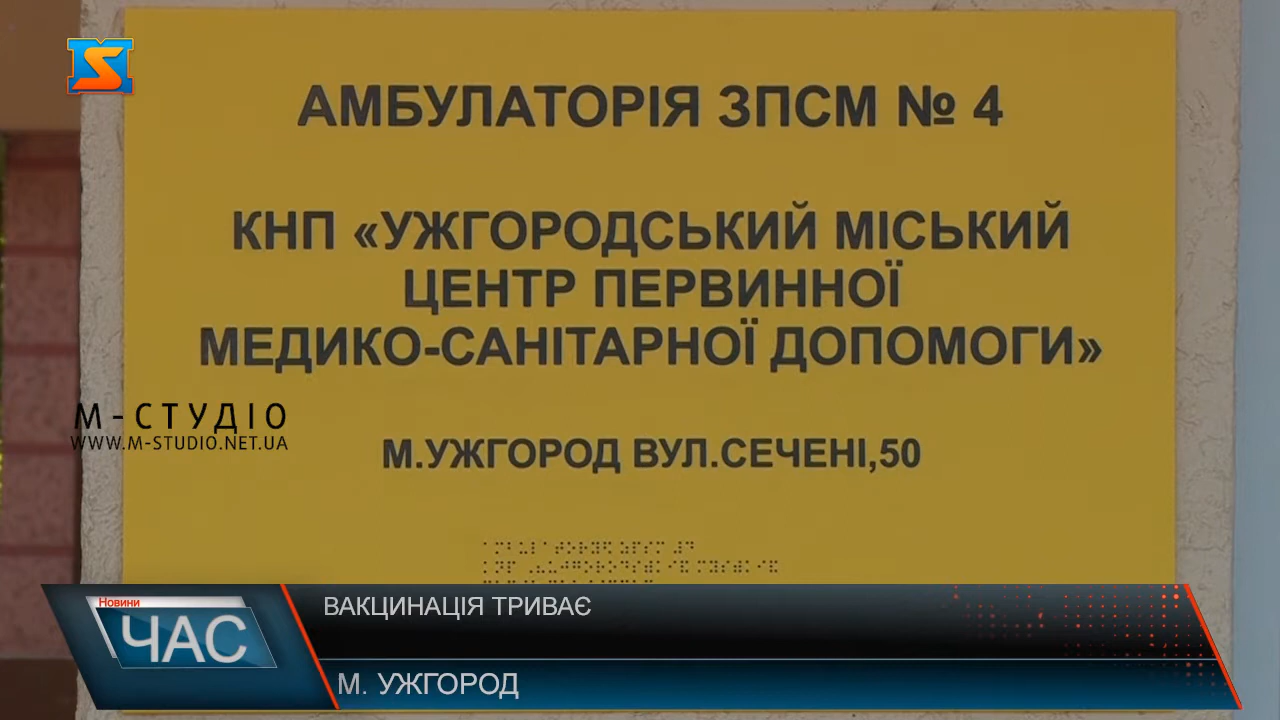 АМБУЛАТОРІЯ ЗПСМ № 4
КНП «УЖГОРОДСЬКИЙ МІСЬКИЙ
ЦЕНТР ПЕРВИННОЇ
МЕДИКО-САНІТАРНОЇ ДОПОМОГИ»
М-СТУДІО
WWW.M-STUDIO.NET.UA
М.УЖГОРОД ВУЛ.СЕЧЕНІ,50
Новини
ЧАС
ВАКЦИНАЦІЯ ТРИВАЄ
М. УЖГОРОД